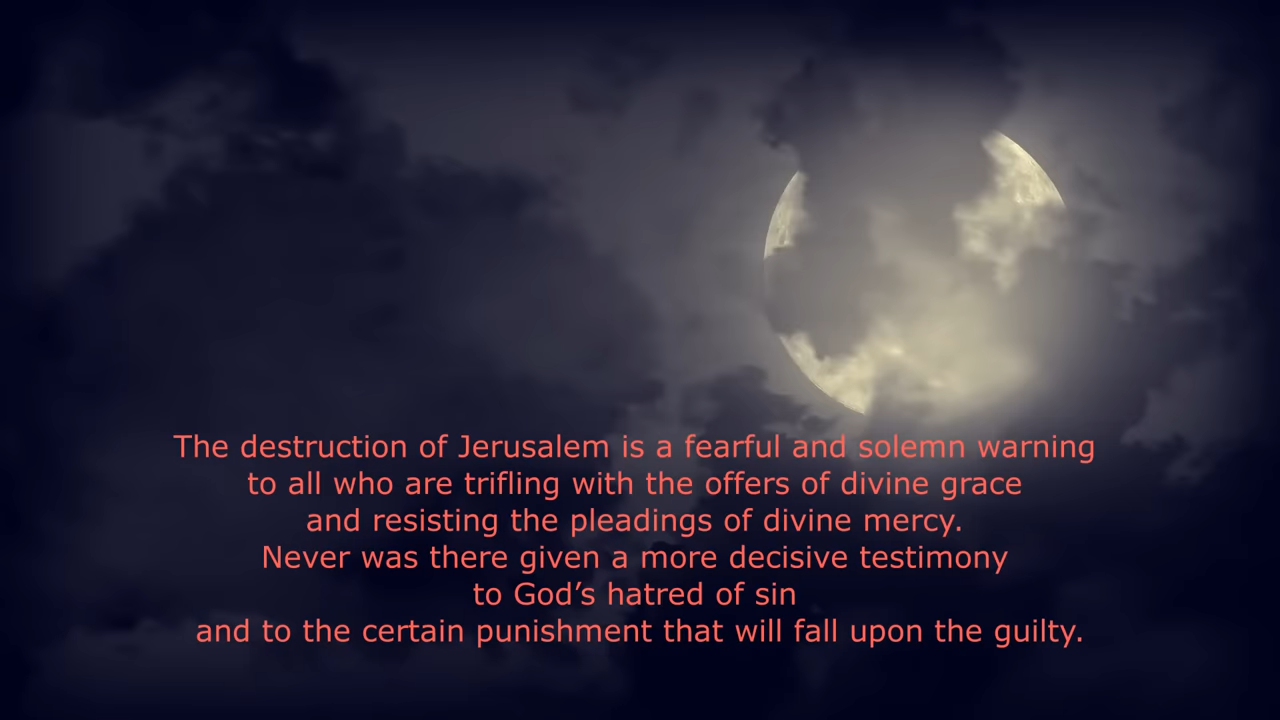 The destruction of Jerusalem is a fearful and solemn warning
to all who are trifling with the offers of divine grace
and resisting the pleadings of divine mercy.
Never was there given a more decisive testimony
to God’s hatred of sin
and to the certain punishment that will fall upon the guilty.